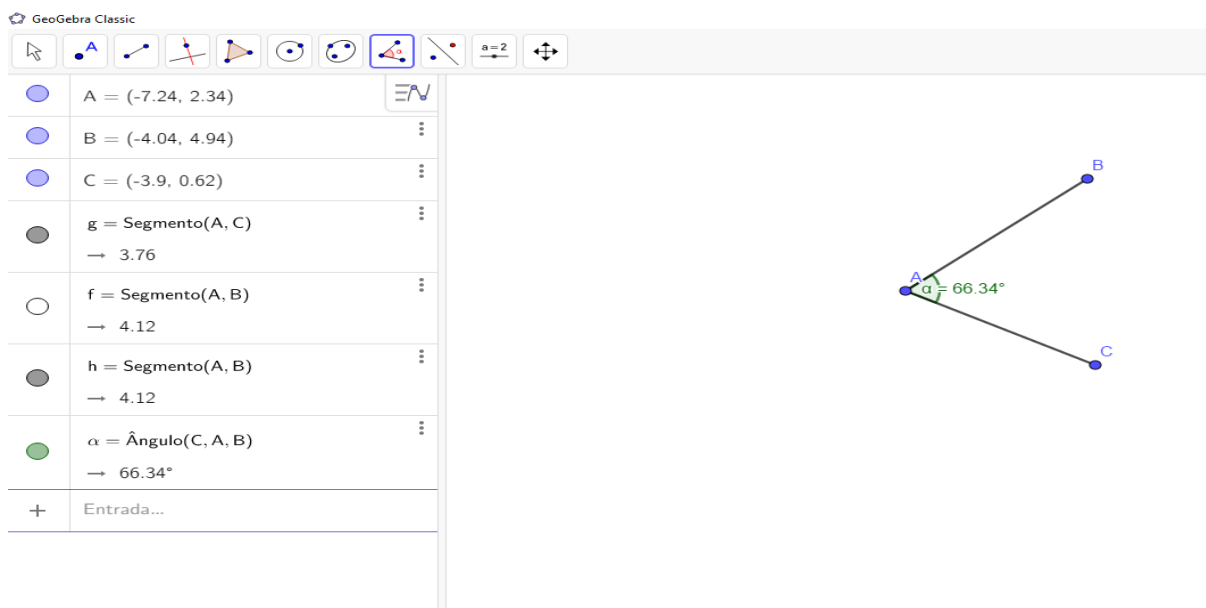 GeoGebra Classic
A
α
a=2
A = (-7.24, 2.34)
B = (-4.04, 4.94)
C = (-3.9, 0.62)
g = Segmento(A, C)
→ 3.76
f = Segmento(A, B)
→ 4.12
h = Segmento(A, B)
→ 4.12
α = Ângulo(C, A, B)
→ 66.34°
+ Entrada...
B
A
α = 66.34°
C